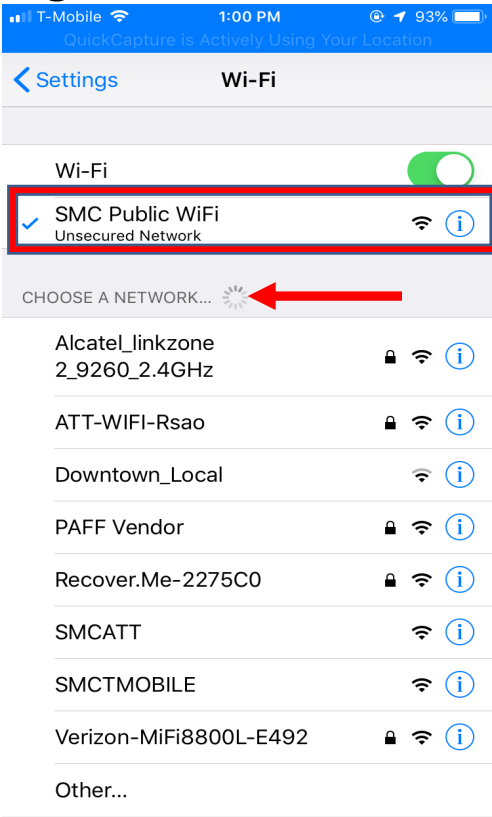 T-Mobile 1:00 PM 93%
QuickCapture is Actively Using Your Location
Settings Wi-Fi
Wi-Fi
SMC Public WiFi
Unsecured Network
CHOOSE A NETWORK...
Alcatel_linkzone
2_9260_2.4GHz
ATT-WIFI-Rsao
Downtown_Local
PAFF Vendor
Recover.Me-2275C0
SMCATT
SMCTMOBILE
Verizon-MiFi8800L-E492
Other...